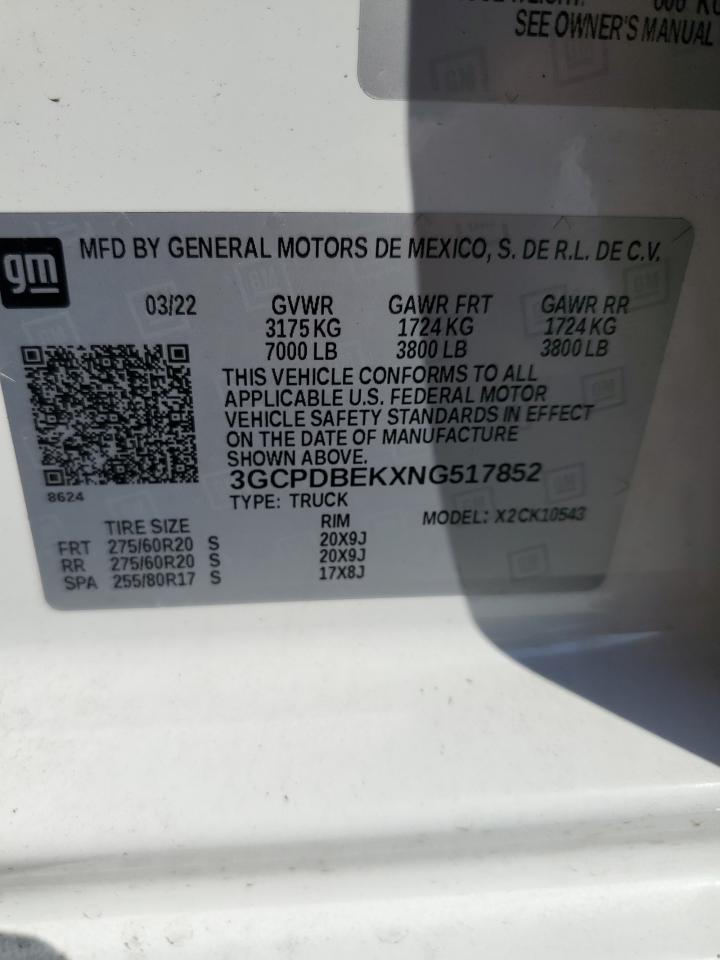 SEE OWNER'S MANUAL
gm
MFD BY GENERAL MOTORS DE MEXICO, S. DE R.L. DE C.V.
03/22 GVWR GAWR FRT GAWR RR
3175 KG 1724 KG 1724 KG
7000 LB 3800 LB 3800 LB
THIS VEHICLE CONFORMS TO ALL
APPLICABLE U.S. FEDERAL MOTOR
VEHICLE SAFETY STANDARDS IN EFFECT
ON THE DATE OF MANUFACTURE
SHOWN ABOVE.
3GCPDBEKXNG517852
8624
TYPE: TRUCK
MODEL: X2CK10543
TIRE SIZE RIM
FRT 275/60R20 S 20X9J
RR 275/60R20 S 20X9J
SPA 255/80R17 S 17X8J